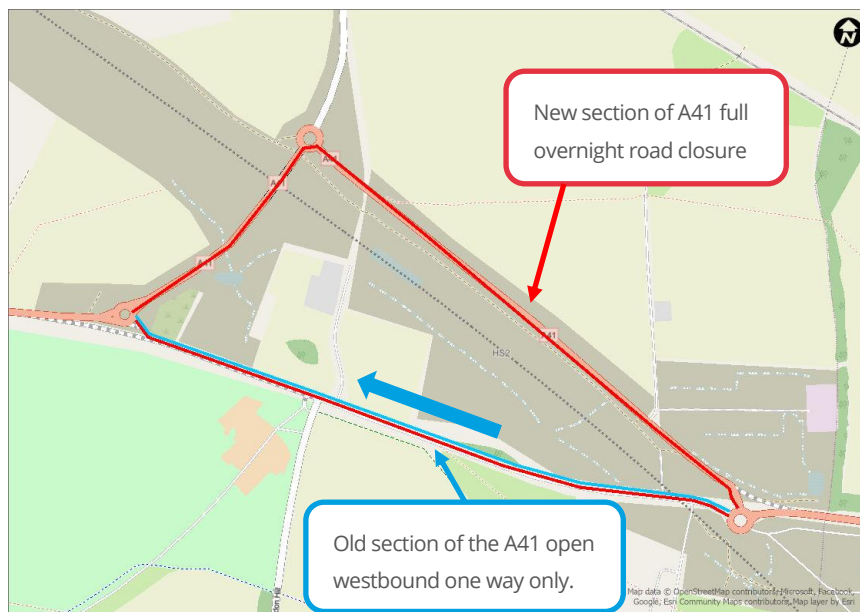 N
New section of A41 full
overnight road closure
A41
A41
A41
A41
HS2
Old section of the A41 open
westbound one way only.
Map data © OpenStreetMap contributors, Microsoft, Facebook,
Google, Esri Community Maps contributors, Map layer by Esri